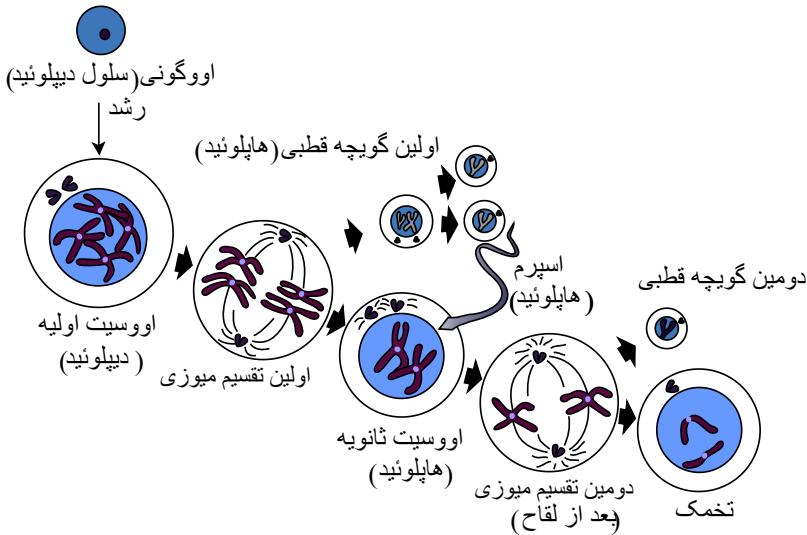 اووگونی(سلول دیپلوئید)
رشد
اولین گویچه قطبی(هاپلوئید)
اسپرم
(هاپلوئید)
دومین گویچه قطبی
اووسیت اولیه
(دیپلوئید )
اولین تقسیم میوزی
اووسیت ثانویه
(هاپلوئید)
دومین تقسیم میوزی
(بعد از لقاح)
تخمک